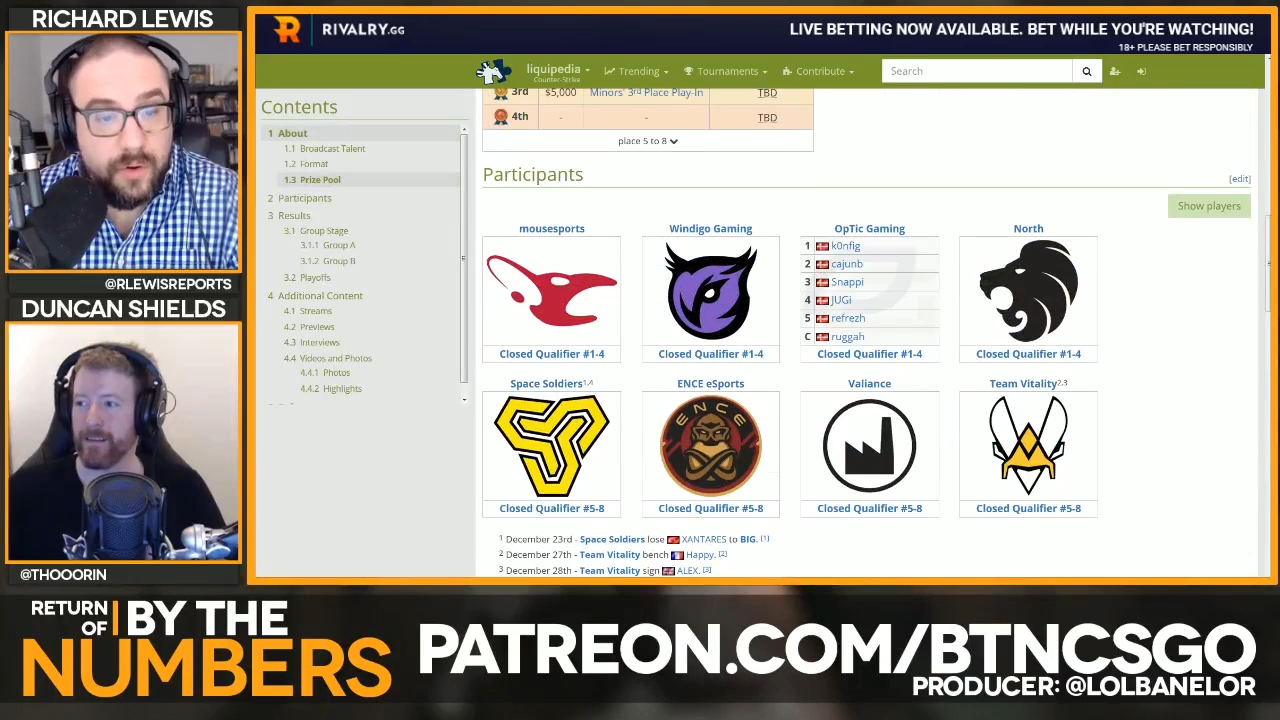 RICHARD LEWIS
@RLEWISREPORTS
DUNCAN SHIELDS
@THOOORIN
RIVALRY.GG
LIVE BETTING NOW AVAILABLE. BET WHILE YOU'RE WATCHING!
18+ PLEASE BET RESPONSIBLY
liquipedia
Counter-Strike
Trending
Tournaments
Contribute
Search
Contents
1 About
1.1 Broadcast Talent
1.2 Format
1.3 Prize Pool
2 Participants
3 Results
3.1 Group Stage
3.1.1 Group A
3.1.2 Group B
3.2 Playoffs
4 Additional Content
4.1 Streams
4.2 Previews
4.3 Interviews
4.4 Videos and Photos
4.4.1 Photos
4.4.2 Highlights
3rd $5,000 Minors' 3rd Place Play-In TBD
4th - - TBD
place 5 to 8
Participants
[edit]
Show players
mousesports
Closed Qualifier #1-4
Windigo Gaming
Closed Qualifier #1-4
OpTic Gaming
1 k0nfig
2 cajunb
3 Snappi
4 JUGi
5 refrezh
C ruggah
Closed Qualifier #1-4
North
Closed Qualifier #1-4
Space Soldiers1,4
Closed Qualifier #5-8
ENCE eSports
ENCE
Closed Qualifier #5-8
Valiance
Closed Qualifier #5-8
Team Vitality2,3
Closed Qualifier #5-8
1 December 23rd - Space Soldiers lose XANTARES to BIG. [1]
2 December 27th - Team Vitality bench Happy. [2]
3 December 28th - Team Vitality sign ALEX. [3]
RETURN OF BY THE
NUMBERS
PATREON.COM/BTNCSGO
PRODUCER: @LOLBANELOR